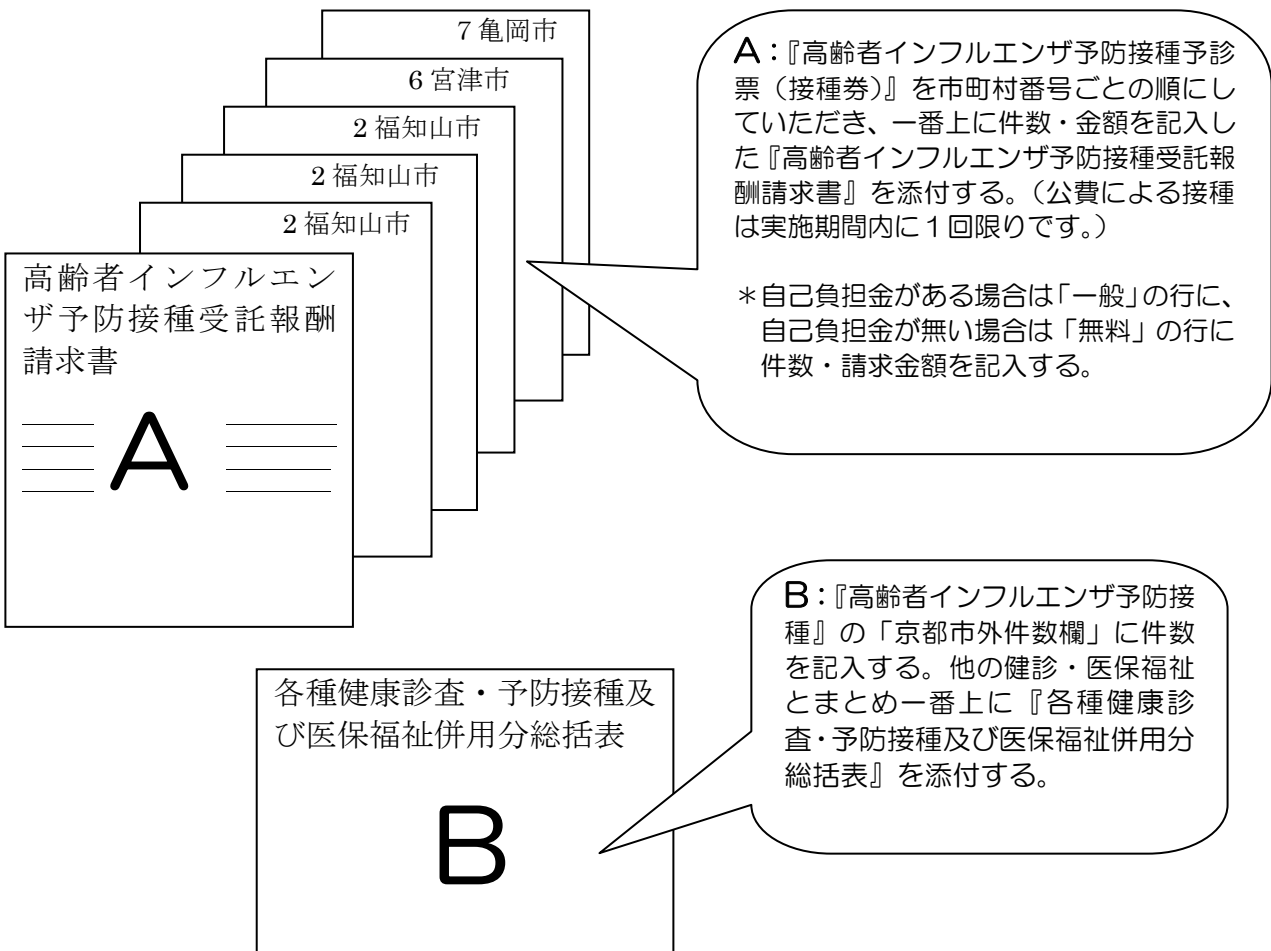 7 亀岡市
6 宮津市
2 福知山市
2 福知山市
2 福知山市
高齢者インフルエン
ザ予防接種受託報酬
請求書
A
A：『高齢者インフルエンザ予防接種予診
票（接種券）』を市町村番号ごとの順にし
ていただき、一番上に件数・金額を記入し
た『高齢者インフルエンザ予防接種受託報
酬請求書』を添付する。（公費による接種
は実施期間内に１回限りです。）
＊自己負担金がある場合は「一般」の行に、
自己負担金が無い場合は「無料」の行に
件数・請求金額を記入する。
B：『高齢者インフルエンザ予防接
種』の「京都市外件数欄」に件数
を記入する。他の健診・医保福祉
とまとめ一番上に『各種健康診
査・予防接種及び医保福祉併用分
総括表』を添付する。
各種健康診査・予防接種及
び医保福祉併用分総括表
B